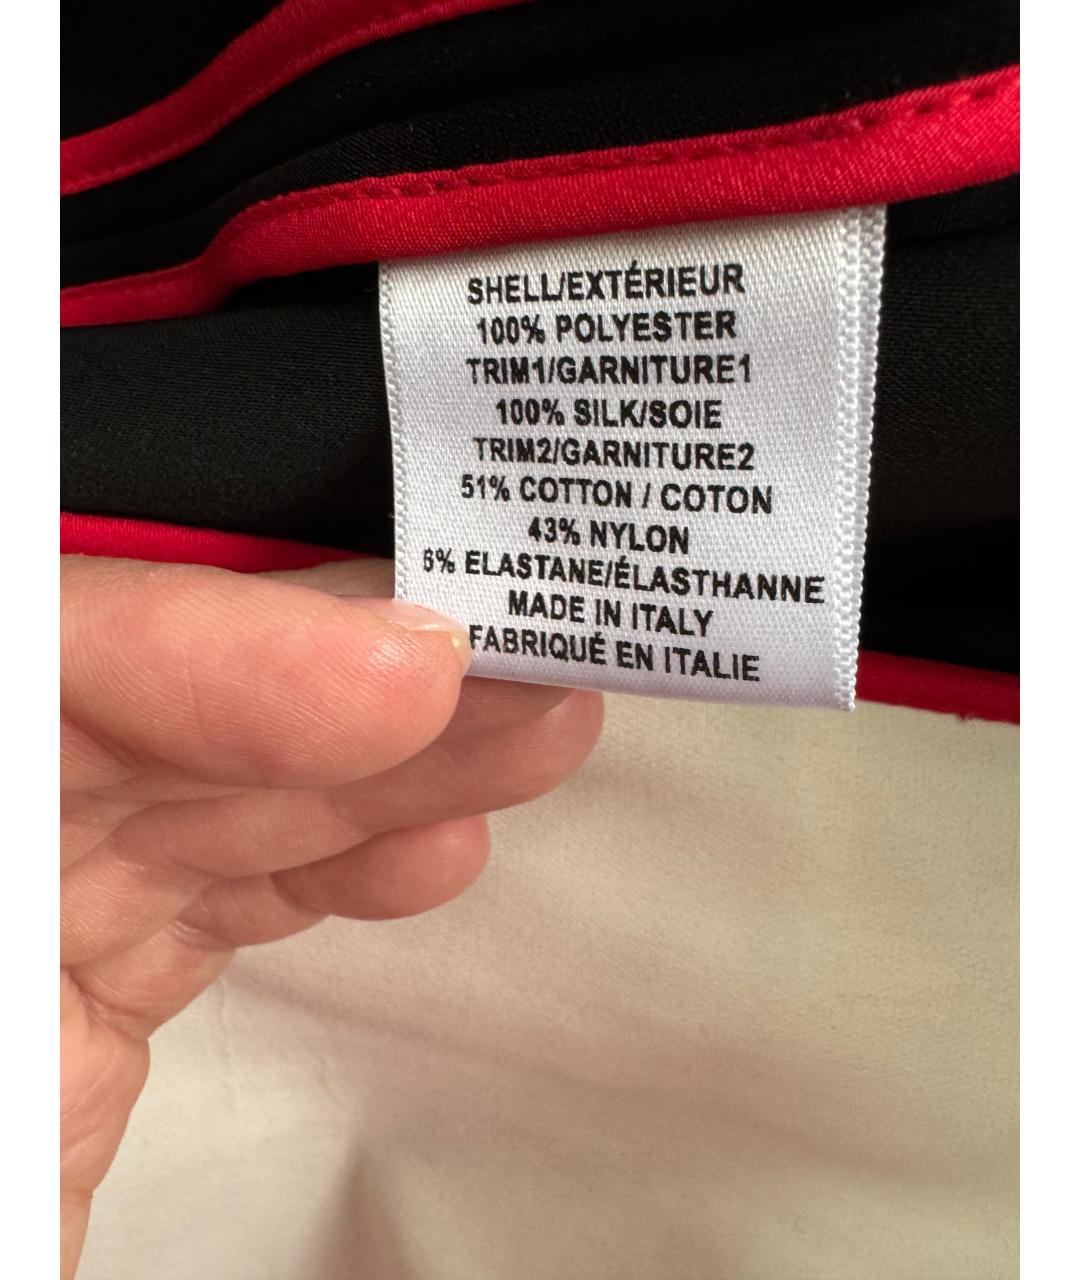 SHELL/EXTÉRIEUR
100% POLYESTER
TRIM1/GARNITURE1
100% SILK/SOIE
TRIM2/GARNITURE2
51% COTTON / COTON
43% NYLON
6% ELASTANE/ÉLASTHANNE
MADE IN ITALY
FABRIQUÉ EN ITALIE